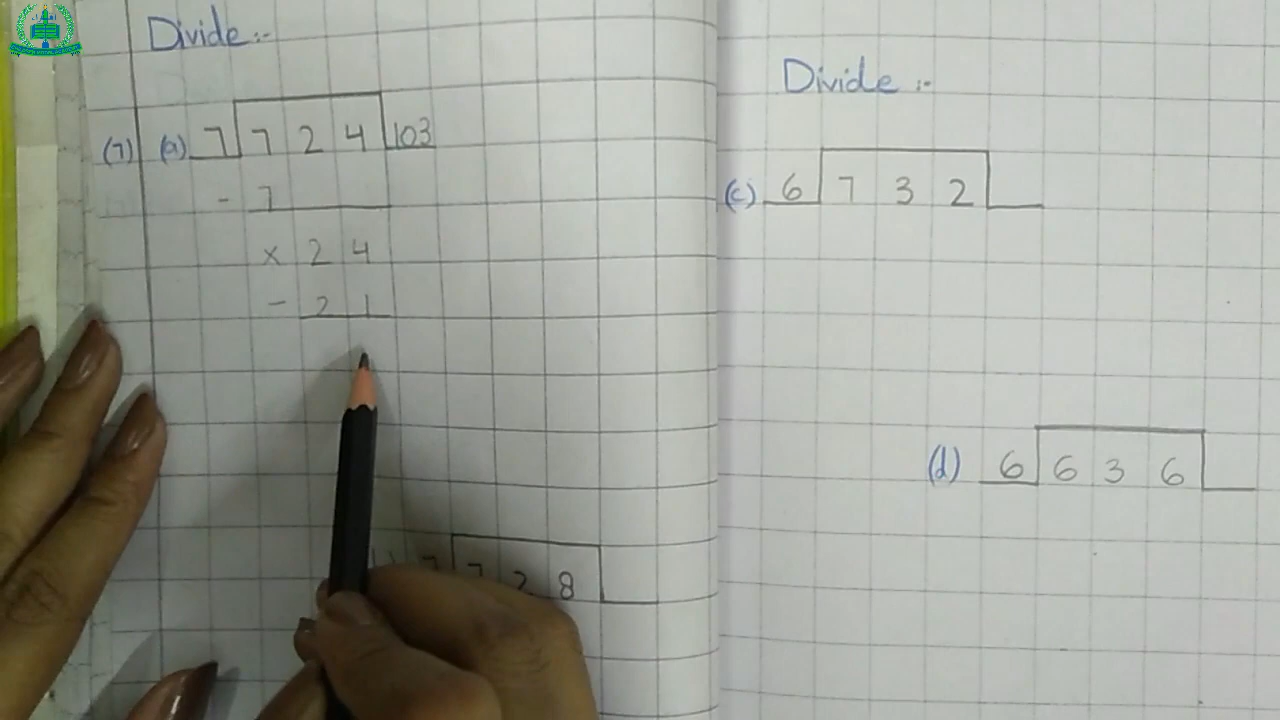 Divide :-
(7) (a) 7 7 2 4 103
- 7
x 2 4
- 2 1
7 7 2 8
Divide :-
(c) 6 7 3 2
(d) 6 6 3 6